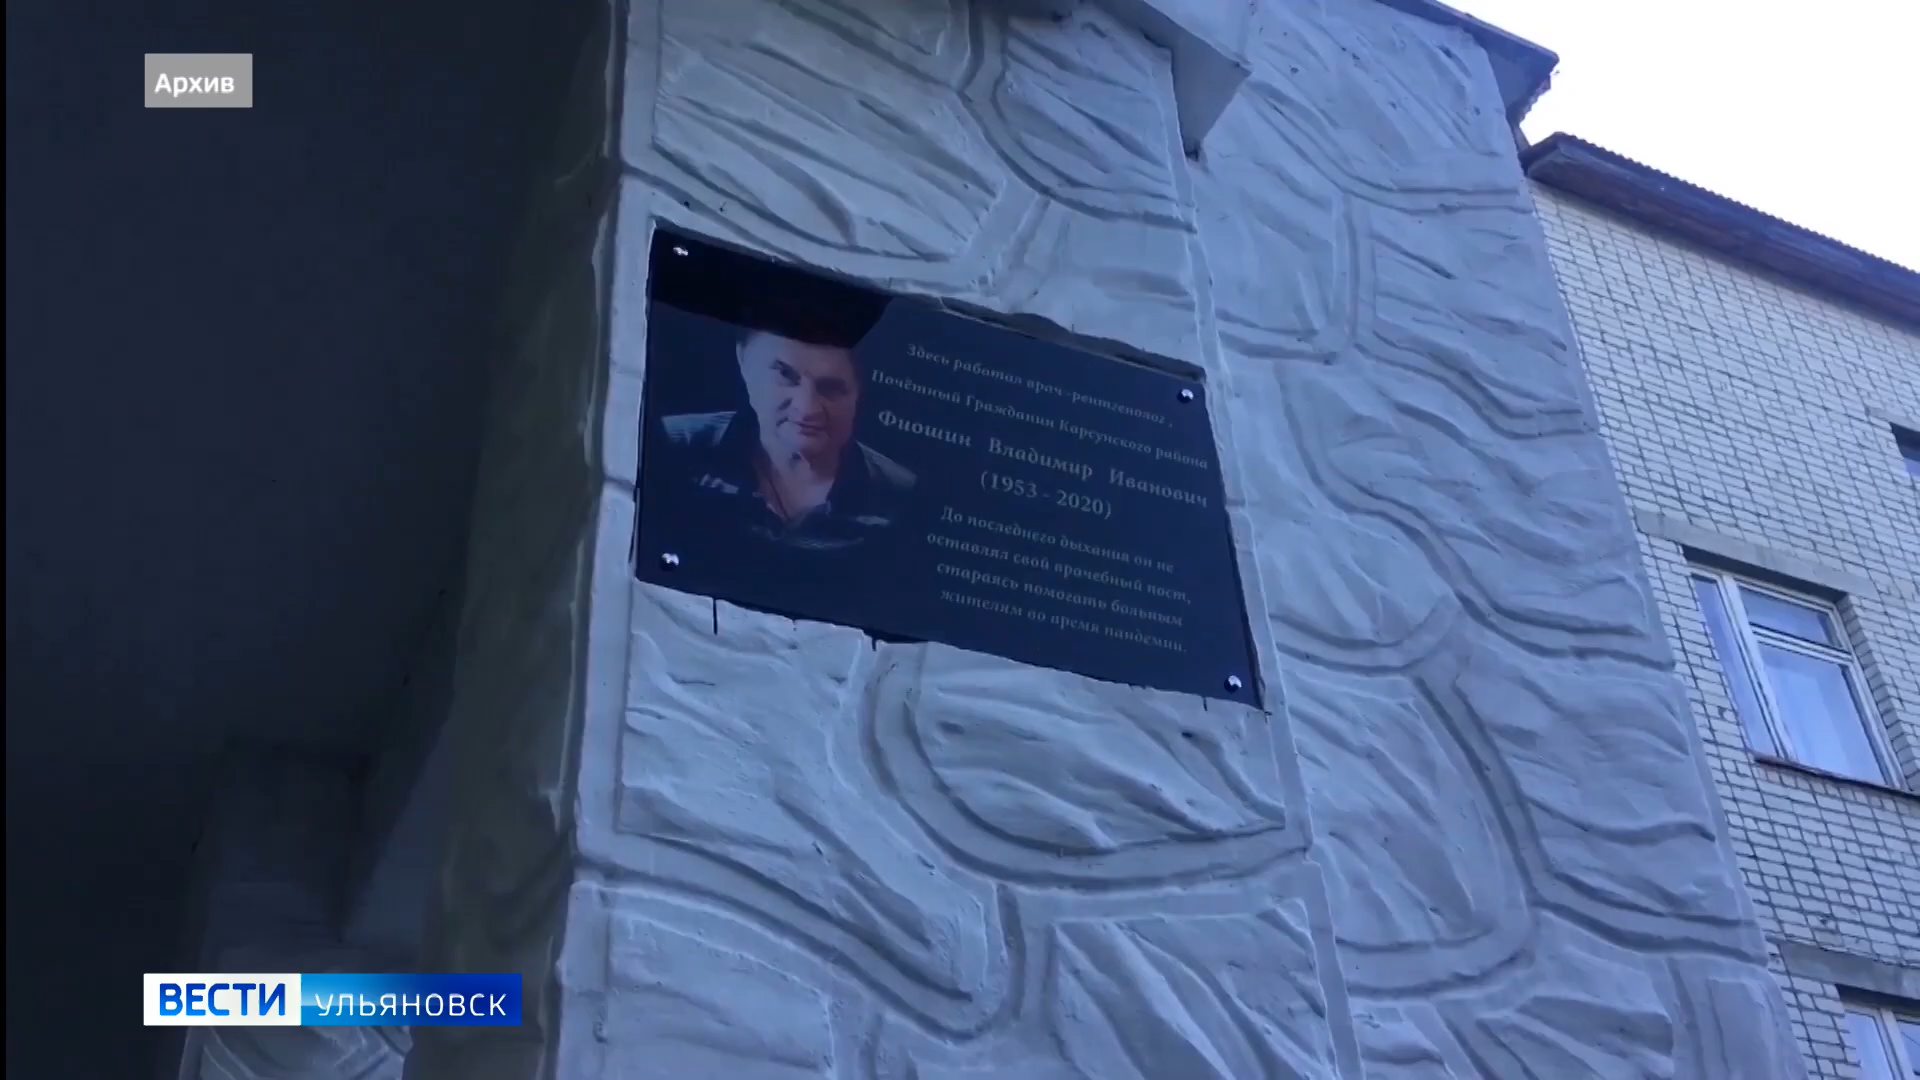 Архив
Здесь работал врач-рентгенолог,
Почётный Гражданин Карсунского района
Фиошин Владимир Иванович
(1953 - 2020)
До последнего дыхания он не
оставлял свой врачебный пост,
стараясь помогать больным
жителям во время пандемии.
ВЕСТИ УЛЬЯНОВСК